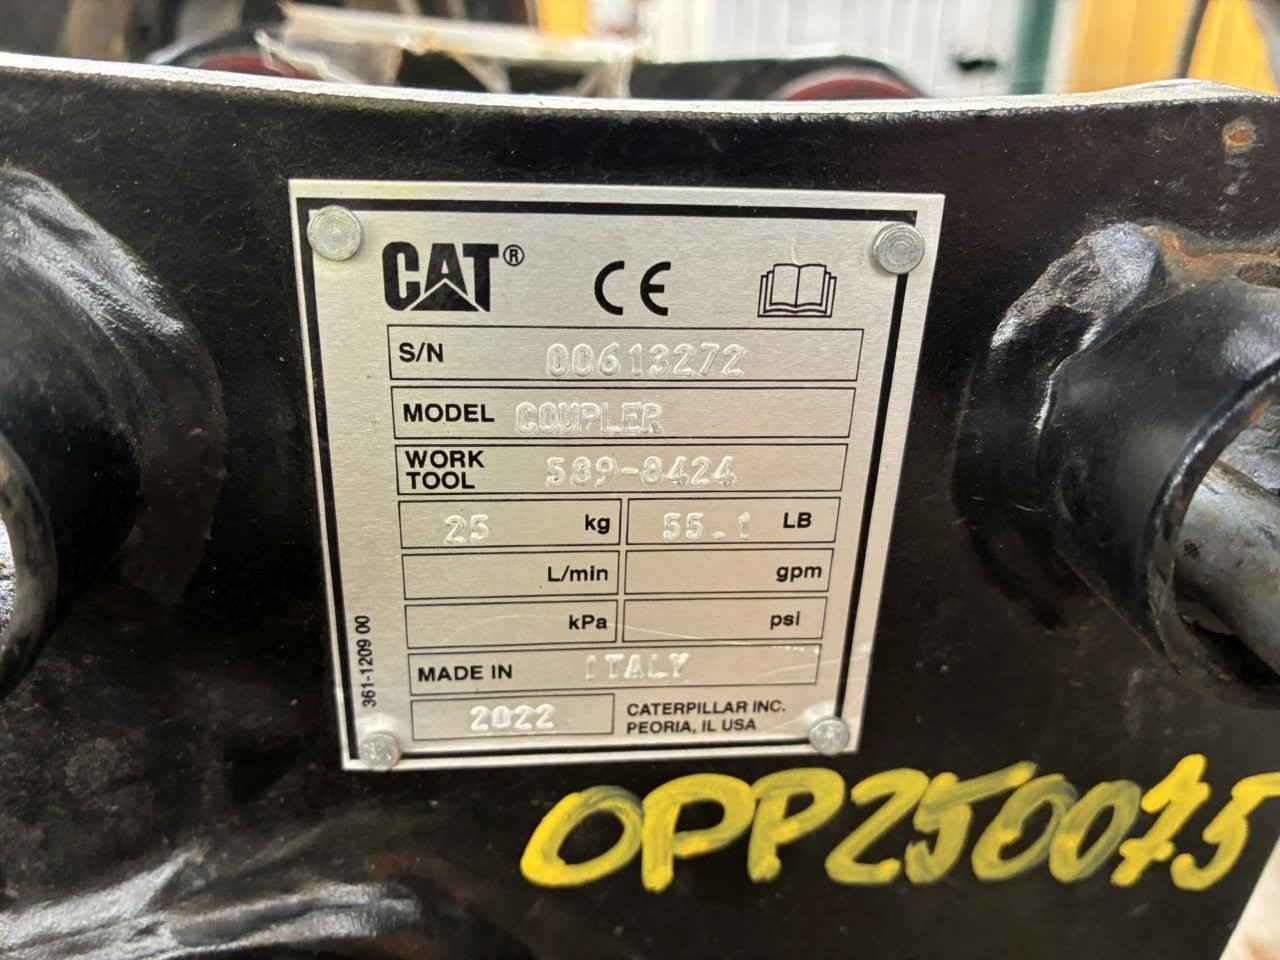 CAT® CE
S/N 00613272
MODEL COUPLER
WORK TOOL 589-8424
25 kg 55.1 LB
L/min gpm
kPa psi
MADE IN ITALY
2022 CATERPILLAR INC.
PEORIA, IL USA
361-1209 00
OPP250075